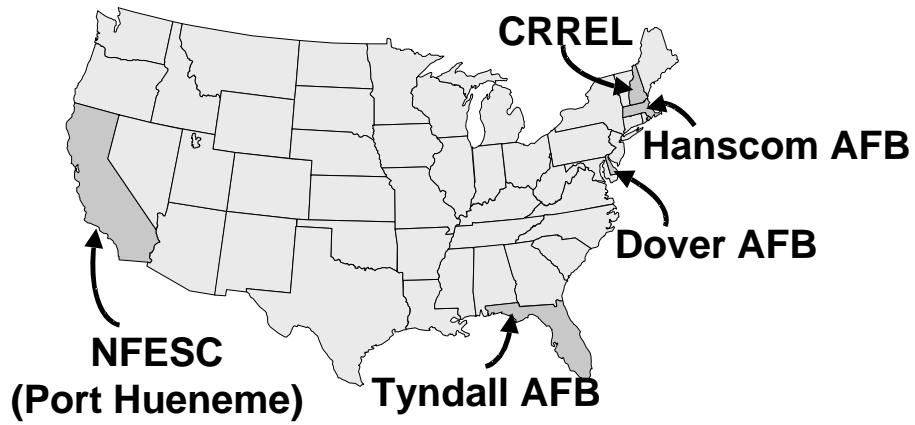 CRREL
Hanscom AFB
Dover AFB
NFESC
(Port Hueneme)
Tyndall AFB